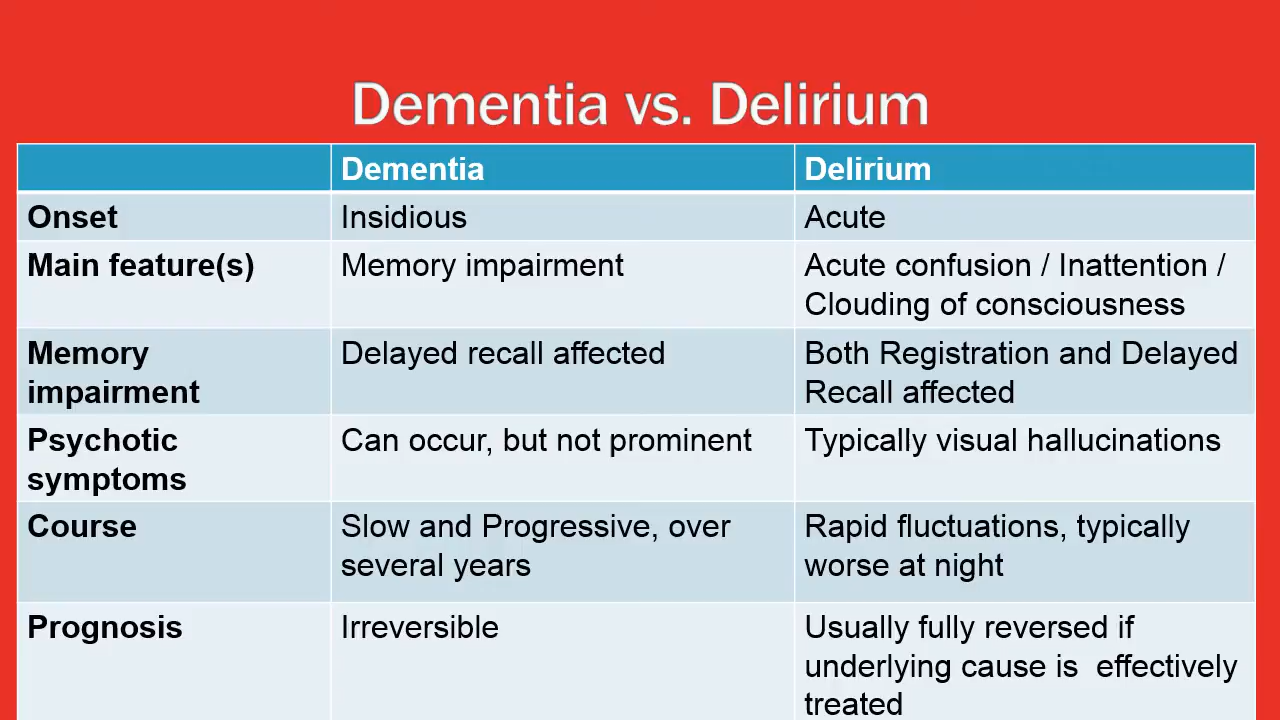 Dementia vs. Delirium
Dementia Delirium
Onset Insidious Acute
Main feature(s) Memory impairment Acute confusion / Inattention /
Clouding of consciousness
Memory Delayed recall affected Both Registration and Delayed
impairment Recall affected
Psychotic Can occur, but not prominent Typically visual hallucinations
symptoms
Course Slow and Progressive, over Rapid fluctuations, typically
several years worse at night
Prognosis Irreversible Usually fully reversed if
underlying cause is effectively
treated